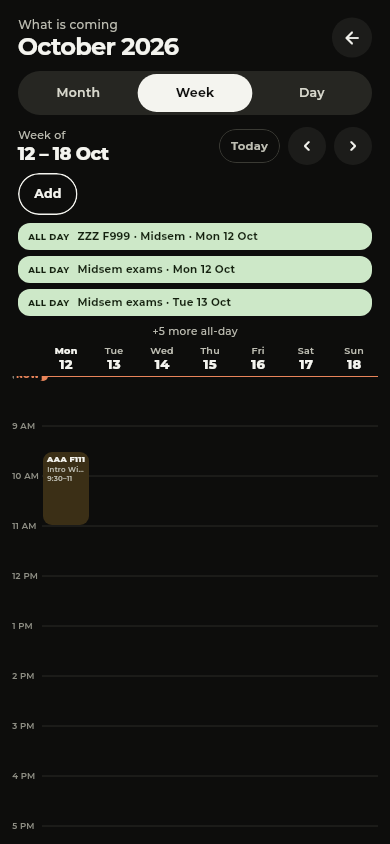 What is coming
October 2026
Month Week Day
Week of
12 – 18 Oct
Today
Add
ALL DAY ZZZ F999 · Midsem · Mon 12 Oct
ALL DAY Midsem exams · Mon 12 Oct
ALL DAY Midsem exams · Tue 13 Oct
+5 more all-day
Mon Tue Wed Thu Fri Sat Sun
12 13 14 15 16 17 18
9 AM
AAA F111
Intro Wi...
10 AM
9:30–11
11 AM
12 PM
1 PM
2 PM
3 PM
4 PM
5 PM